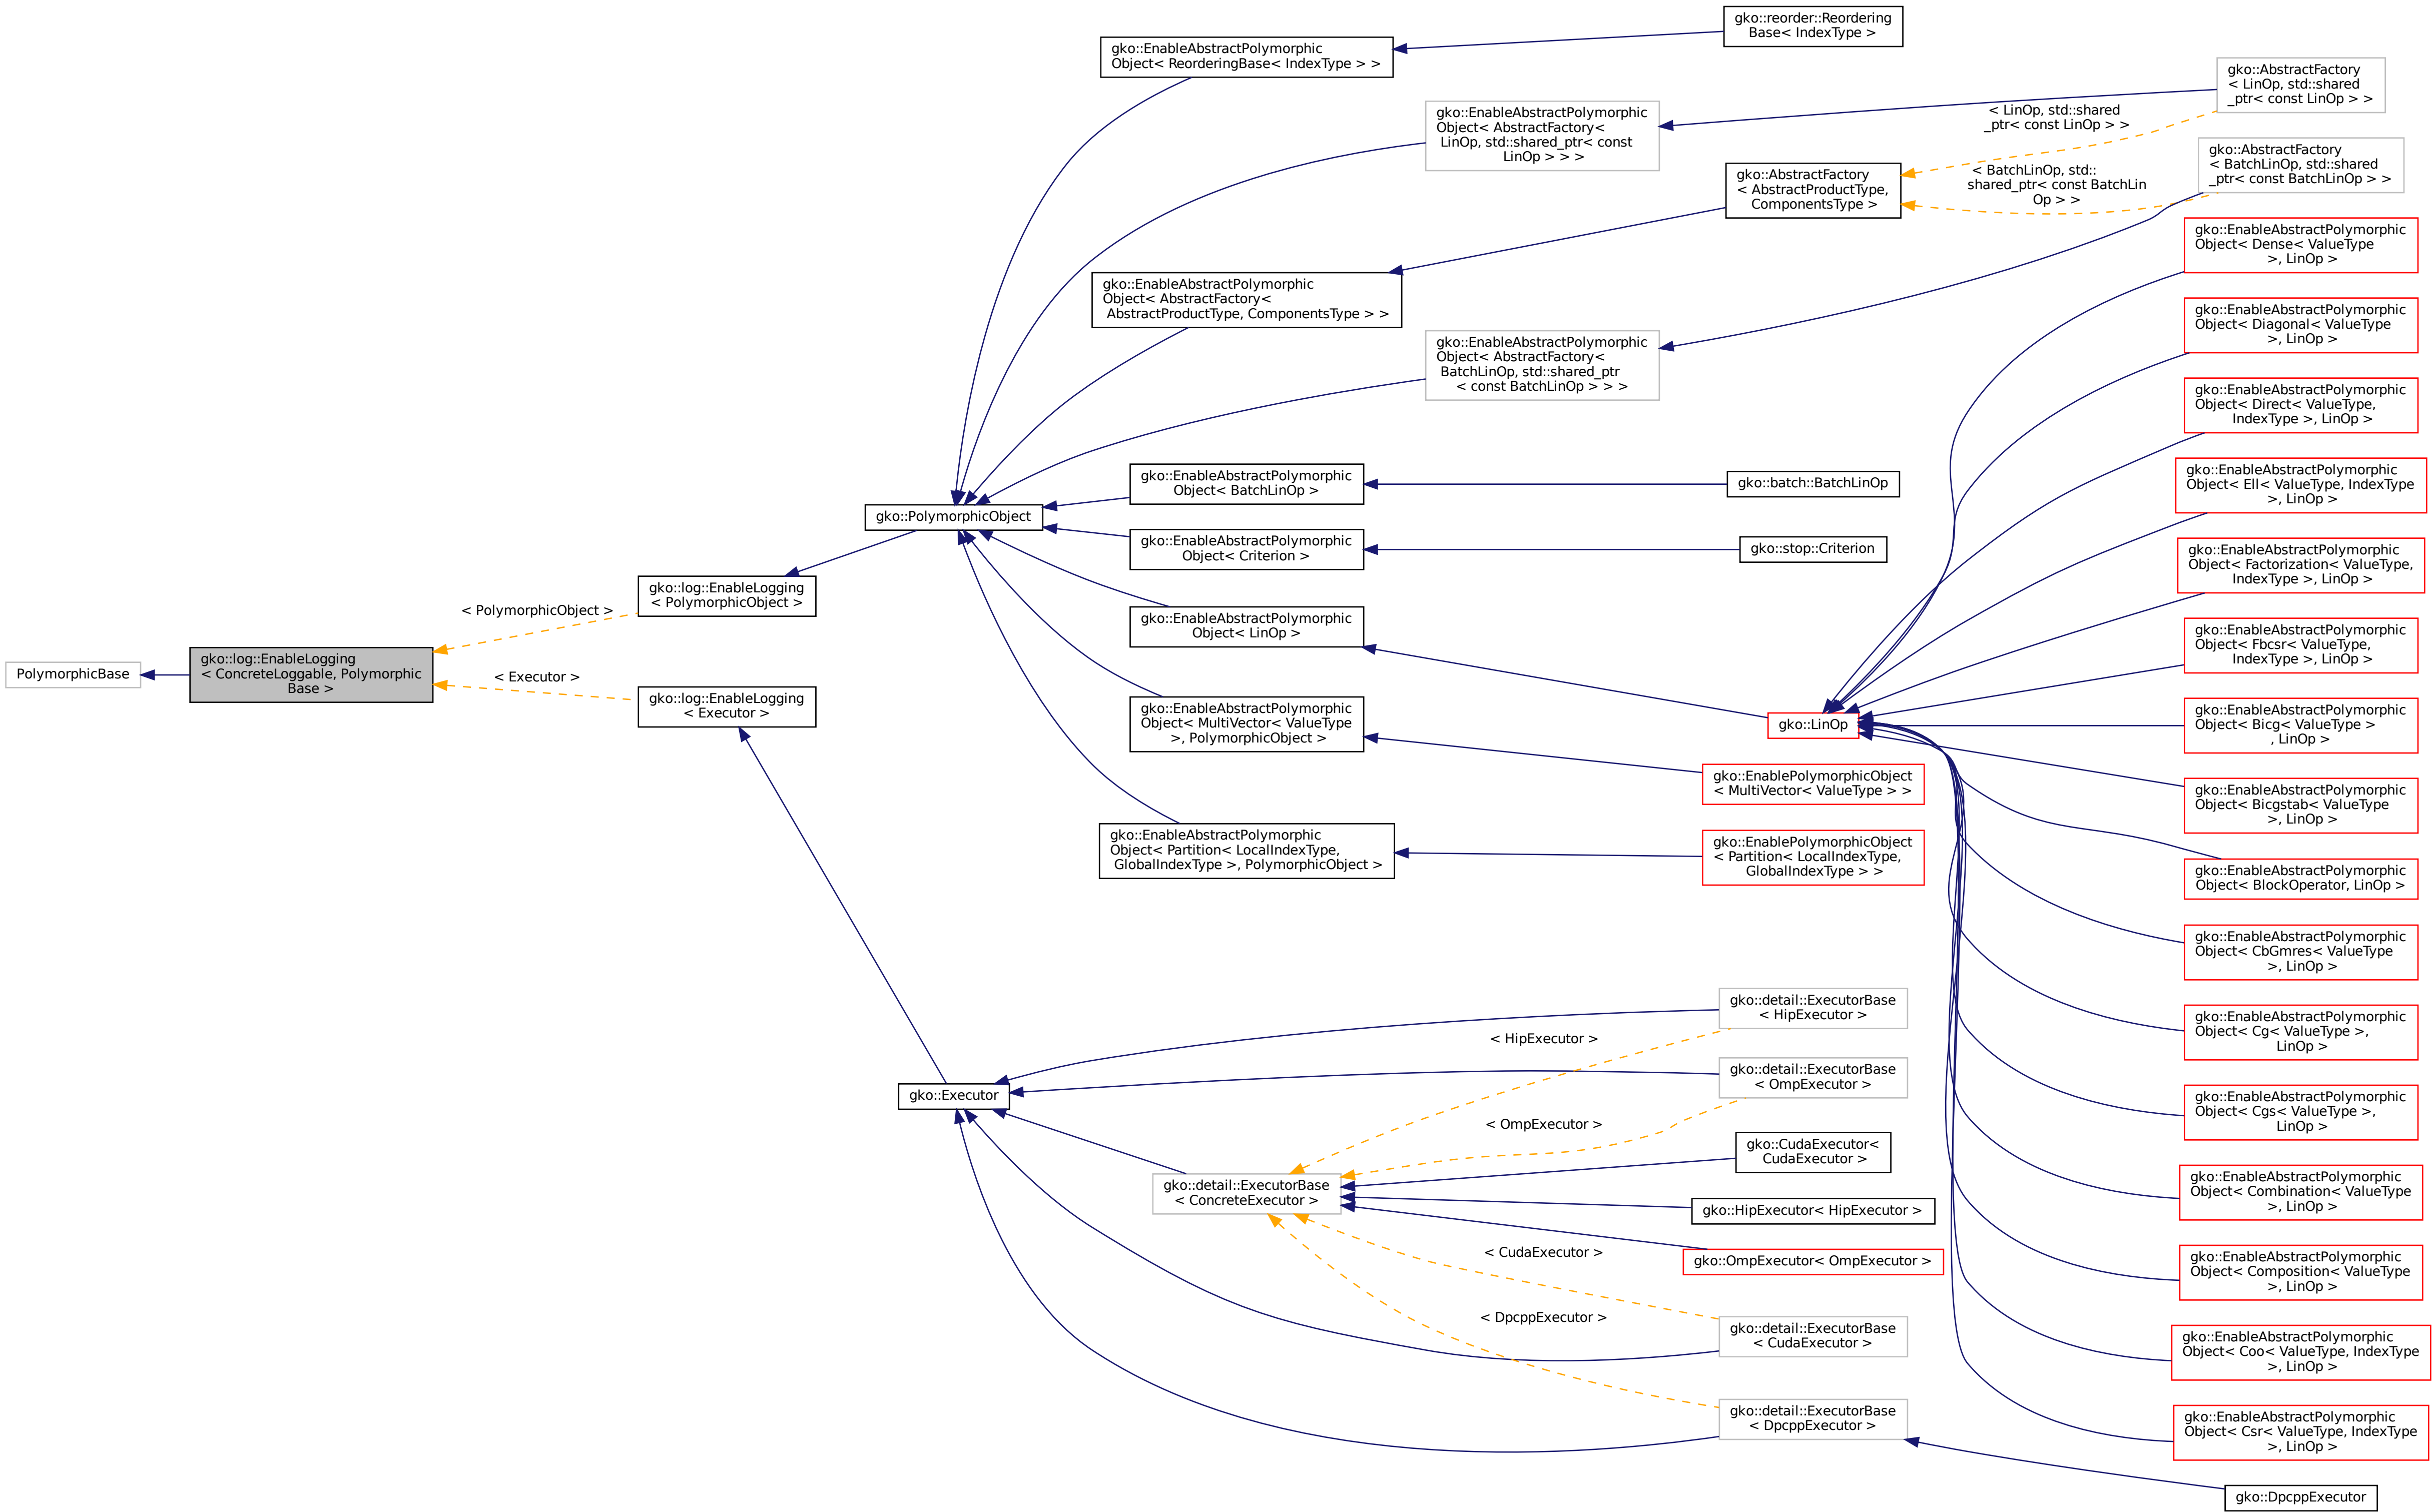 PolymorphicBase
gko::log::EnableLogging
< ConcreteLoggable, Polymorphic
Base >
< PolymorphicObject >
< Executor >
gko::log::EnableLogging
< PolymorphicObject >
gko::log::EnableLogging
< Executor >
gko::PolymorphicObject
gko::Executor
gko::EnableAbstractPolymorphic
Object< ReorderingBase< IndexType > >
gko::EnableAbstractPolymorphic
Object< AbstractFactory<
LinOp, std::shared_ptr< const
LinOp > > >
gko::EnableAbstractPolymorphic
Object< AbstractFactory<
AbstractProductType, ComponentsType > >
gko::EnableAbstractPolymorphic
Object< AbstractFactory<
BatchLinOp, std::shared_ptr
< const BatchLinOp > > >
gko::EnableAbstractPolymorphic
Object< BatchLinOp >
gko::EnableAbstractPolymorphic
Object< Criterion >
gko::EnableAbstractPolymorphic
Object< LinOp >
gko::EnableAbstractPolymorphic
Object< MultiVector< ValueType
>, PolymorphicObject >
gko::EnableAbstractPolymorphic
Object< Partition< LocalIndexType,
GlobalIndexType >, PolymorphicObject >
gko::detail::ExecutorBase
< ConcreteExecutor >
< HipExecutor >
< OmpExecutor >
< CudaExecutor >
< DpcppExecutor >
gko::reorder::Reordering
Base< IndexType >
gko::AbstractFactory
< AbstractProductType,
ComponentsType >
gko::batch::BatchLinOp
gko::stop::Criterion
gko::LinOp
gko::EnablePolymorphicObject
< MultiVector< ValueType > >
gko::EnablePolymorphicObject
< Partition< LocalIndexType,
GlobalIndexType > >
gko::detail::ExecutorBase
< HipExecutor >
gko::detail::ExecutorBase
< OmpExecutor >
gko::CudaExecutor<
CudaExecutor >
gko::HipExecutor< HipExecutor >
gko::OmpExecutor< OmpExecutor >
gko::detail::ExecutorBase
< CudaExecutor >
gko::detail::ExecutorBase
< DpcppExecutor >
< LinOp, std::shared
_ptr< const LinOp > >
< BatchLinOp, std::
shared_ptr< const BatchLin
Op > >
gko::AbstractFactory
< LinOp, std::shared
_ptr< const LinOp > >
gko::AbstractFactory
< BatchLinOp, std::shared
_ptr< const BatchLinOp > >
gko::EnableAbstractPolymorphic
Object< Dense< ValueType
>, LinOp >
gko::EnableAbstractPolymorphic
Object< Diagonal< ValueType
>, LinOp >
gko::EnableAbstractPolymorphic
Object< Direct< ValueType,
IndexType >, LinOp >
gko::EnableAbstractPolymorphic
Object< Ell< ValueType, IndexType
>, LinOp >
gko::EnableAbstractPolymorphic
Object< Factorization< ValueType,
IndexType >, LinOp >
gko::EnableAbstractPolymorphic
Object< Fbcsr< ValueType,
IndexType >, LinOp >
gko::EnableAbstractPolymorphic
Object< Bicg< ValueType >
, LinOp >
gko::EnableAbstractPolymorphic
Object< Bicgstab< ValueType
>, LinOp >
gko::EnableAbstractPolymorphic
Object< BlockOperator, LinOp >
gko::EnableAbstractPolymorphic
Object< CbGmres< ValueType
>, LinOp >
gko::EnableAbstractPolymorphic
Object< Cg< ValueType >,
LinOp >
gko::EnableAbstractPolymorphic
Object< Cgs< ValueType >,
LinOp >
gko::EnableAbstractPolymorphic
Object< Combination< ValueType
>, LinOp >
gko::EnableAbstractPolymorphic
Object< Composition< ValueType
>, LinOp >
gko::EnableAbstractPolymorphic
Object< Coo< ValueType, IndexType
>, LinOp >
gko::EnableAbstractPolymorphic
Object< Csr< ValueType, IndexType
>, LinOp >
gko::DpcppExecutor